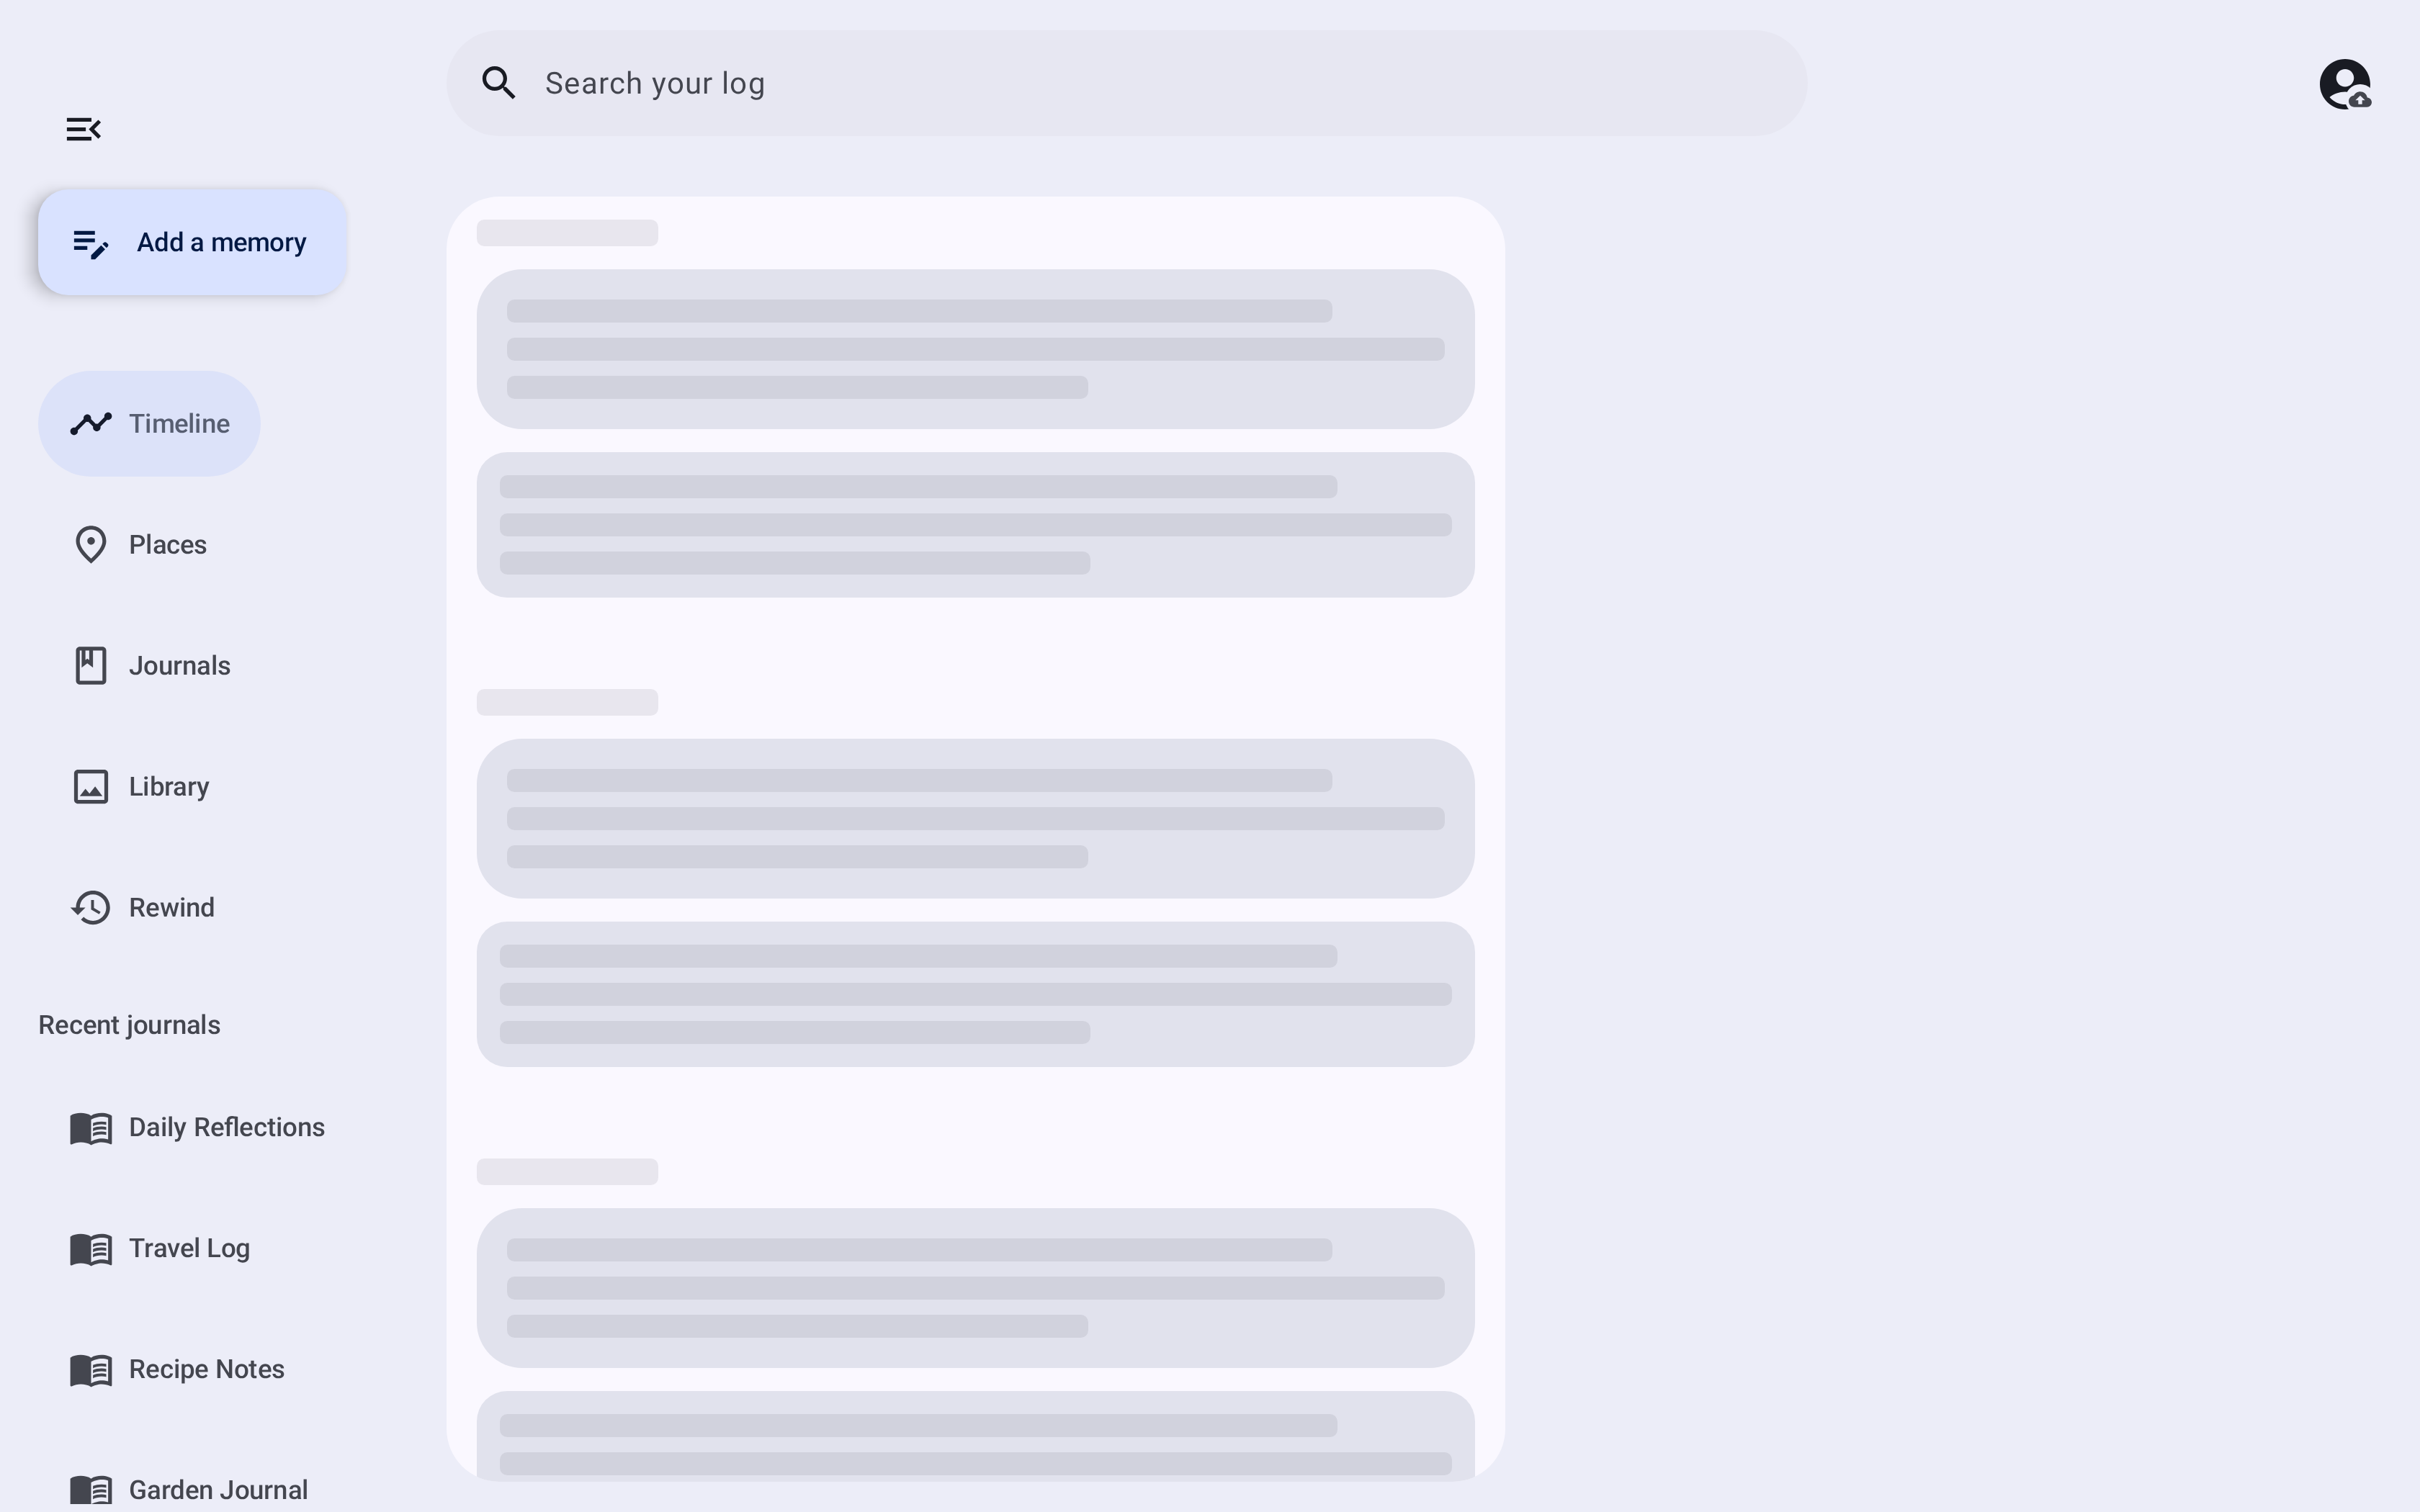 Search your log
Add a memory
Timeline
Places
Journals
Library
Rewind
Recent journals
Daily Reflections
Travel Log
Recipe Notes
Garden Journal